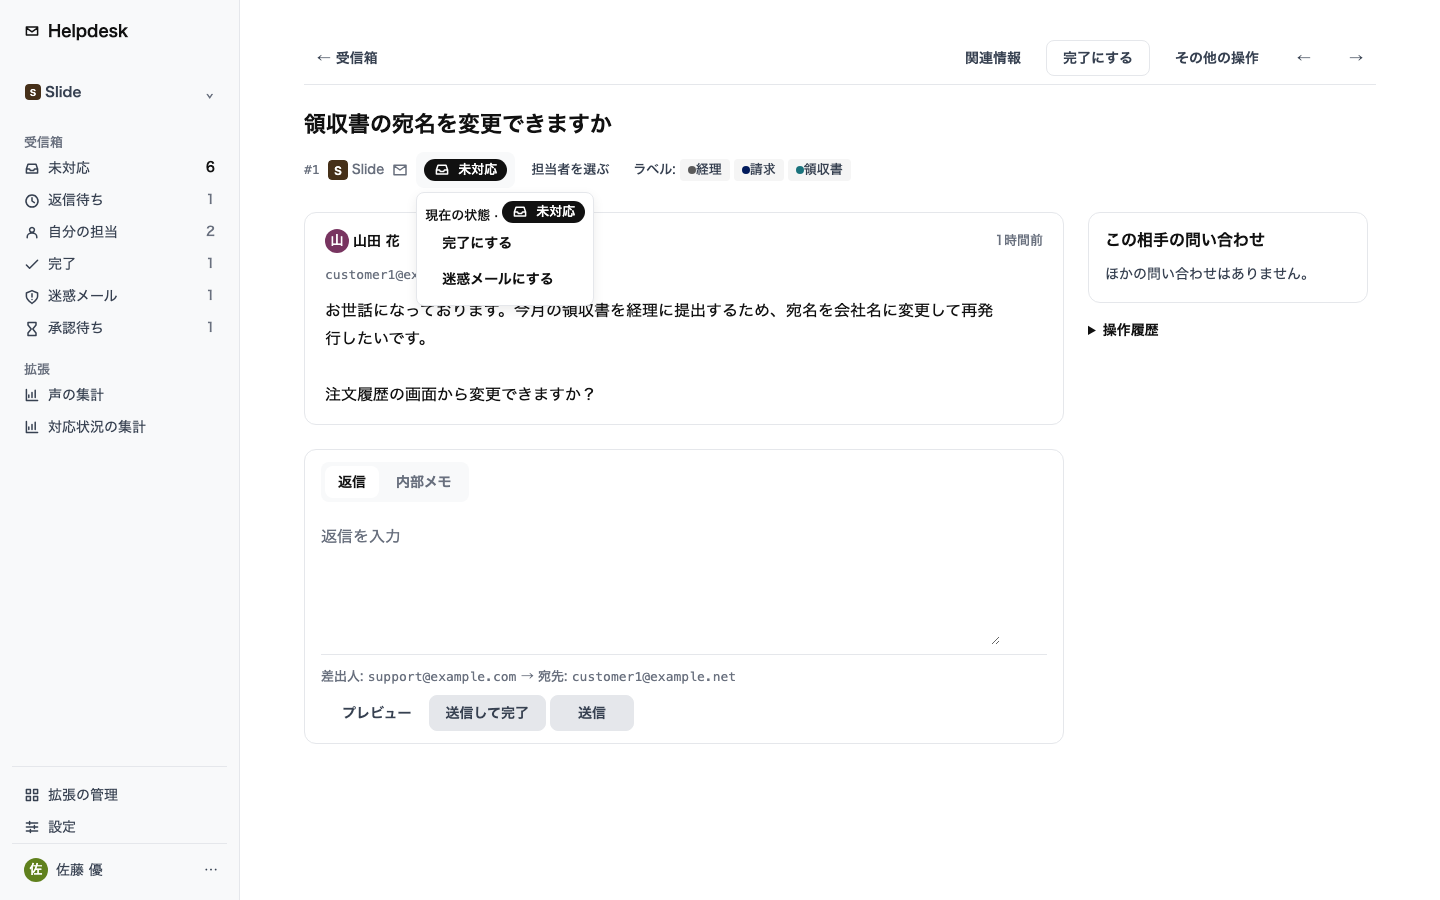 Helpdesk
S Slide
受信箱
未対応 6
返信待ち 1
自分の担当 2
完了 1
迷惑メール 1
承認待ち 1
拡張
声の集計
対応状況の集計
拡張の管理
設定
佐 佐藤 優 …
← 受信箱 関連情報 完了にする その他の操作 ← →
領収書の宛名を変更できますか
#1 S Slide 未対応 担当者を選ぶ ラベル: 経理 請求 領収書
現在の状態 · 未対応
完了にする
迷惑メールにする
山 山田 花 1時間前
customer1@ex
お世話になっております。今月の領収書を経理に提出するため、宛名を会社名に変更して再発
行したいです。
注文履歴の画面から変更できますか？
返信 内部メモ
返信を入力
差出人: support@example.com → 宛先: customer1@example.net
プレビュー 送信して完了 送信
この相手の問い合わせ
ほかの問い合わせはありません。
▶ 操作履歴